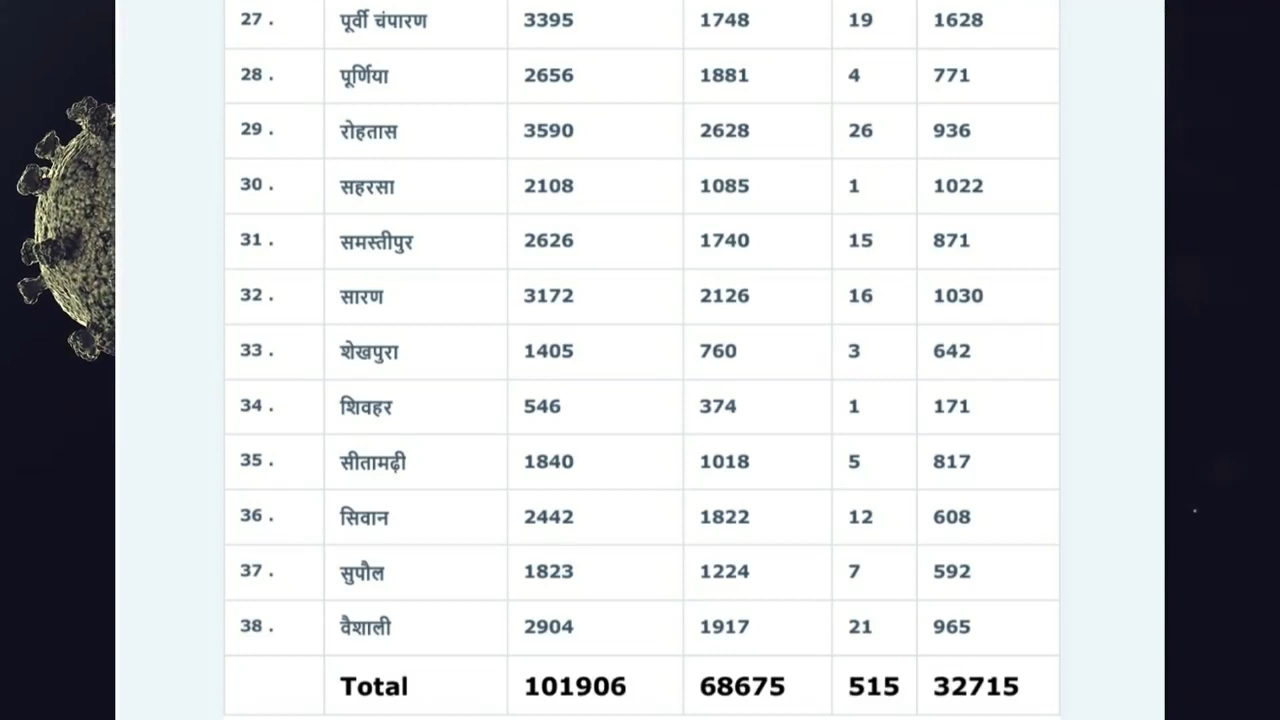 27 . पूर्वी चंपारण 3395 1748 19 1628
28 . पूर्णिया 2656 1881 4 771
29 . रोहतास 3590 2628 26 936
30 . सहरसा 2108 1085 1 1022
31 . समस्तीपुर 2626 1740 15 871
32 . सारण 3172 2126 16 1030
33 . शेखपुरा 1405 760 3 642
34 . शिवहर 546 374 1 171
35 . सीतामढ़ी 1840 1018 5 817
36 . सिवान 2442 1822 12 608
37 . सुपौल 1823 1224 7 592
38 . वैशाली 2904 1917 21 965
Total 101906 68675 515 32715